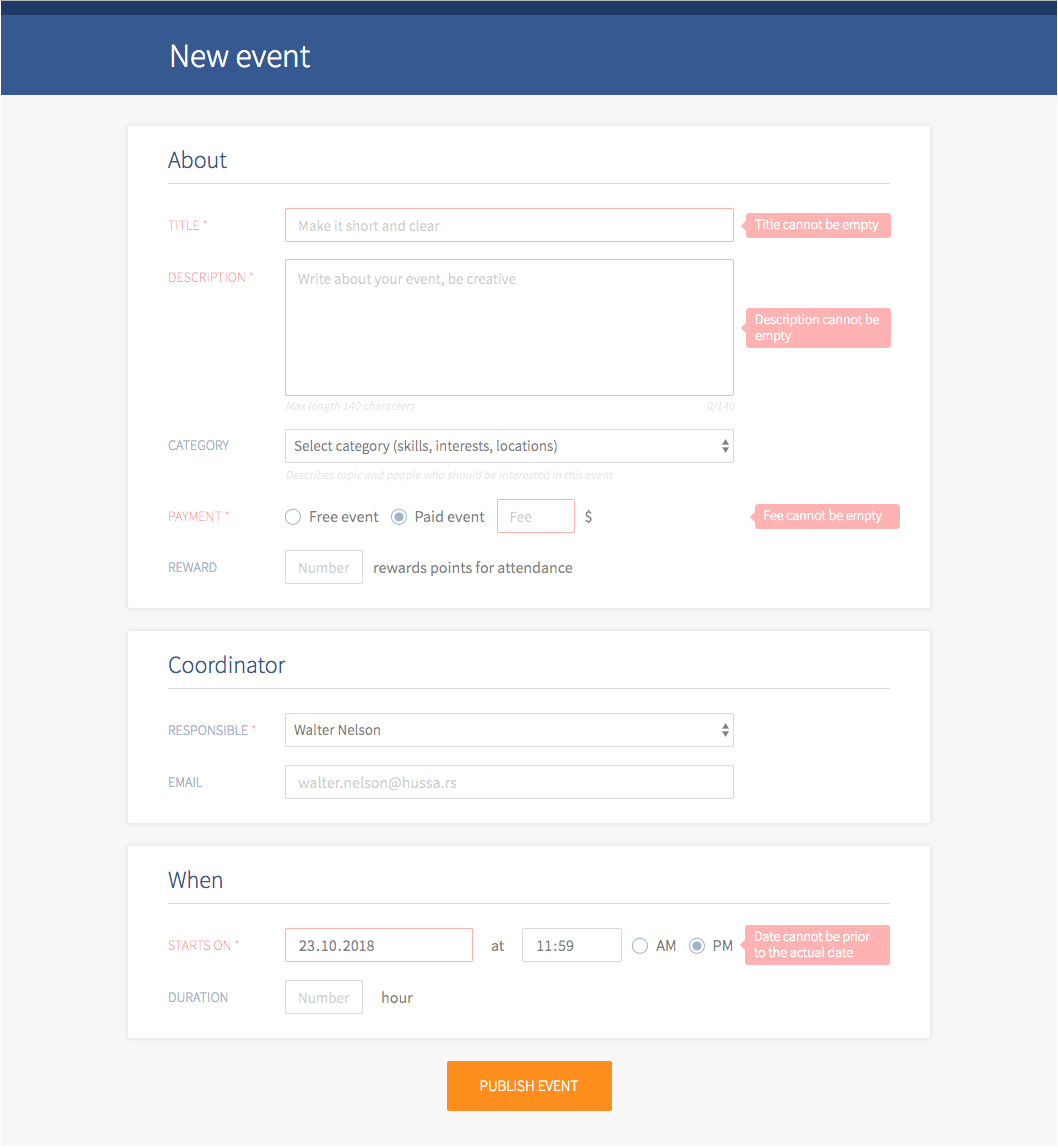 New event
About
TITLE * Make it short and clear Title cannot be empty
DESCRIPTION * Write about your event, be creative
Description cannot be
empty
Max length 140 characters 0/140
CATEGORY Select category (skills, interests, locations)
Describes topic and people who should be interested in this event
PAYMENT * Free event Paid event Fee $ Fee cannot be empty
REWARD Number rewards points for attendance
Coordinator
RESPONSIBLE * Walter Nelson
EMAIL walter.nelson@hussa.rs
When
STARTS ON * 23.10.2018 at 11:59 AM PM
Date cannot be prior
to the actual date
DURATION Number hour
PUBLISH EVENT